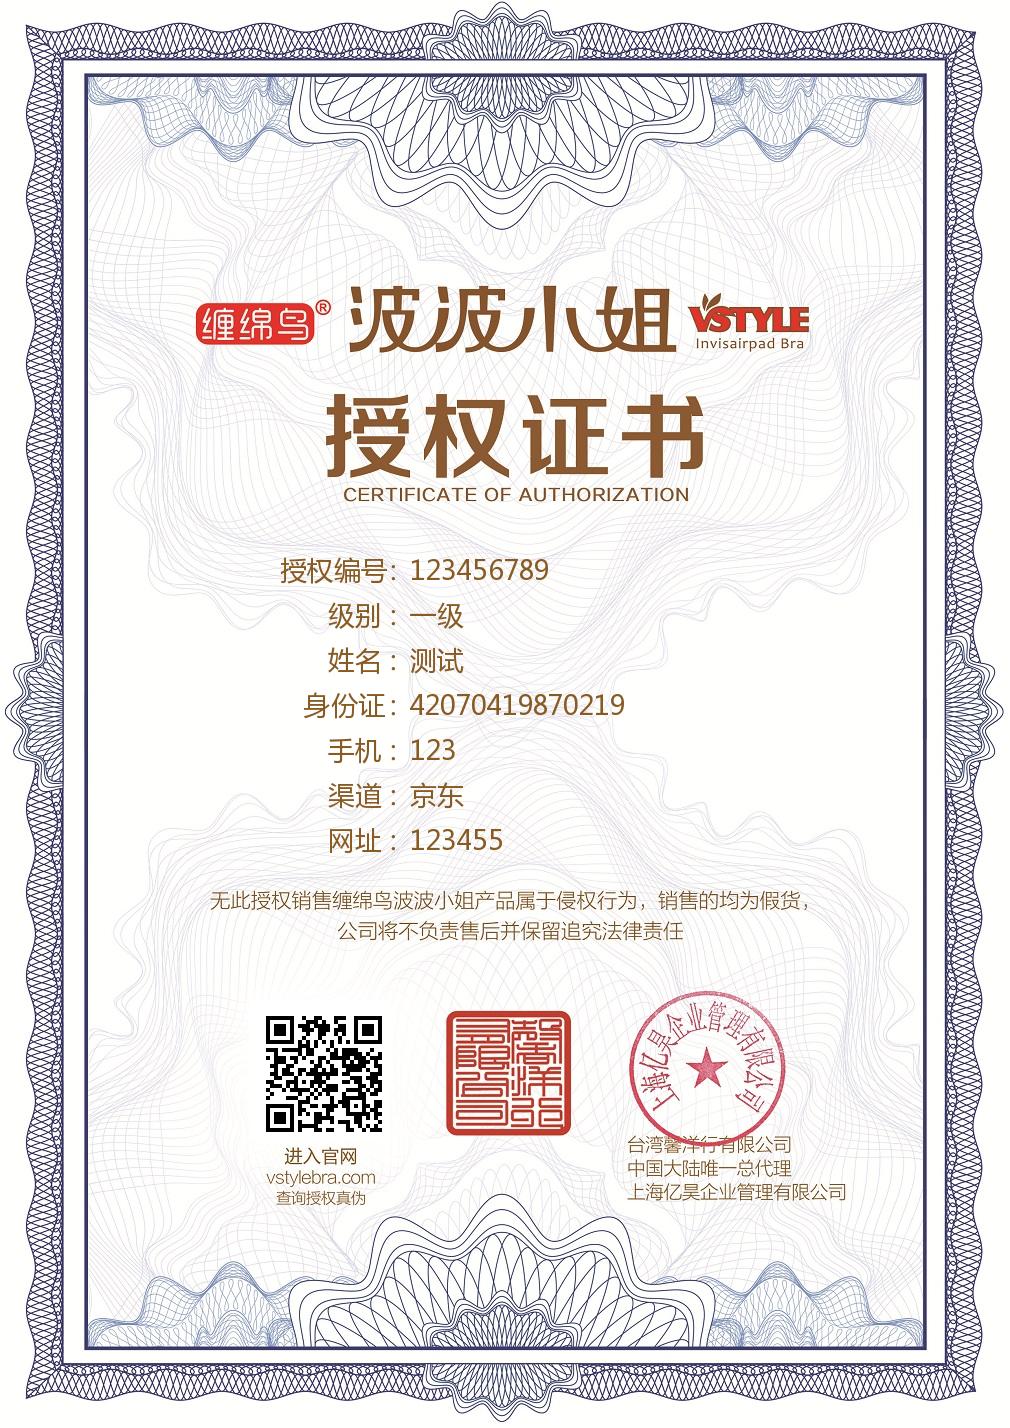 缠绵鸟® 波波小姐 VSTYLE
Invisairpad Bra
授权证书
CERTIFICATE OF AUTHORIZATION
授权编号：123456789
级别：一级
姓名：测试
身份证：42070419870219
手机：123
渠道：京东
网址：123455
无此授权销售缠绵鸟波波小姐产品属于侵权行为，销售的均为假货，
公司将不负责售后并保留追究法律责任
进入官网
vstylebra.com
查询授权真伪
馨洋行有限公司
上海亿昊企业管理有限公司
台湾馨洋行有限公司
中国大陆唯一总代理
上海亿昊企业管理有限公司